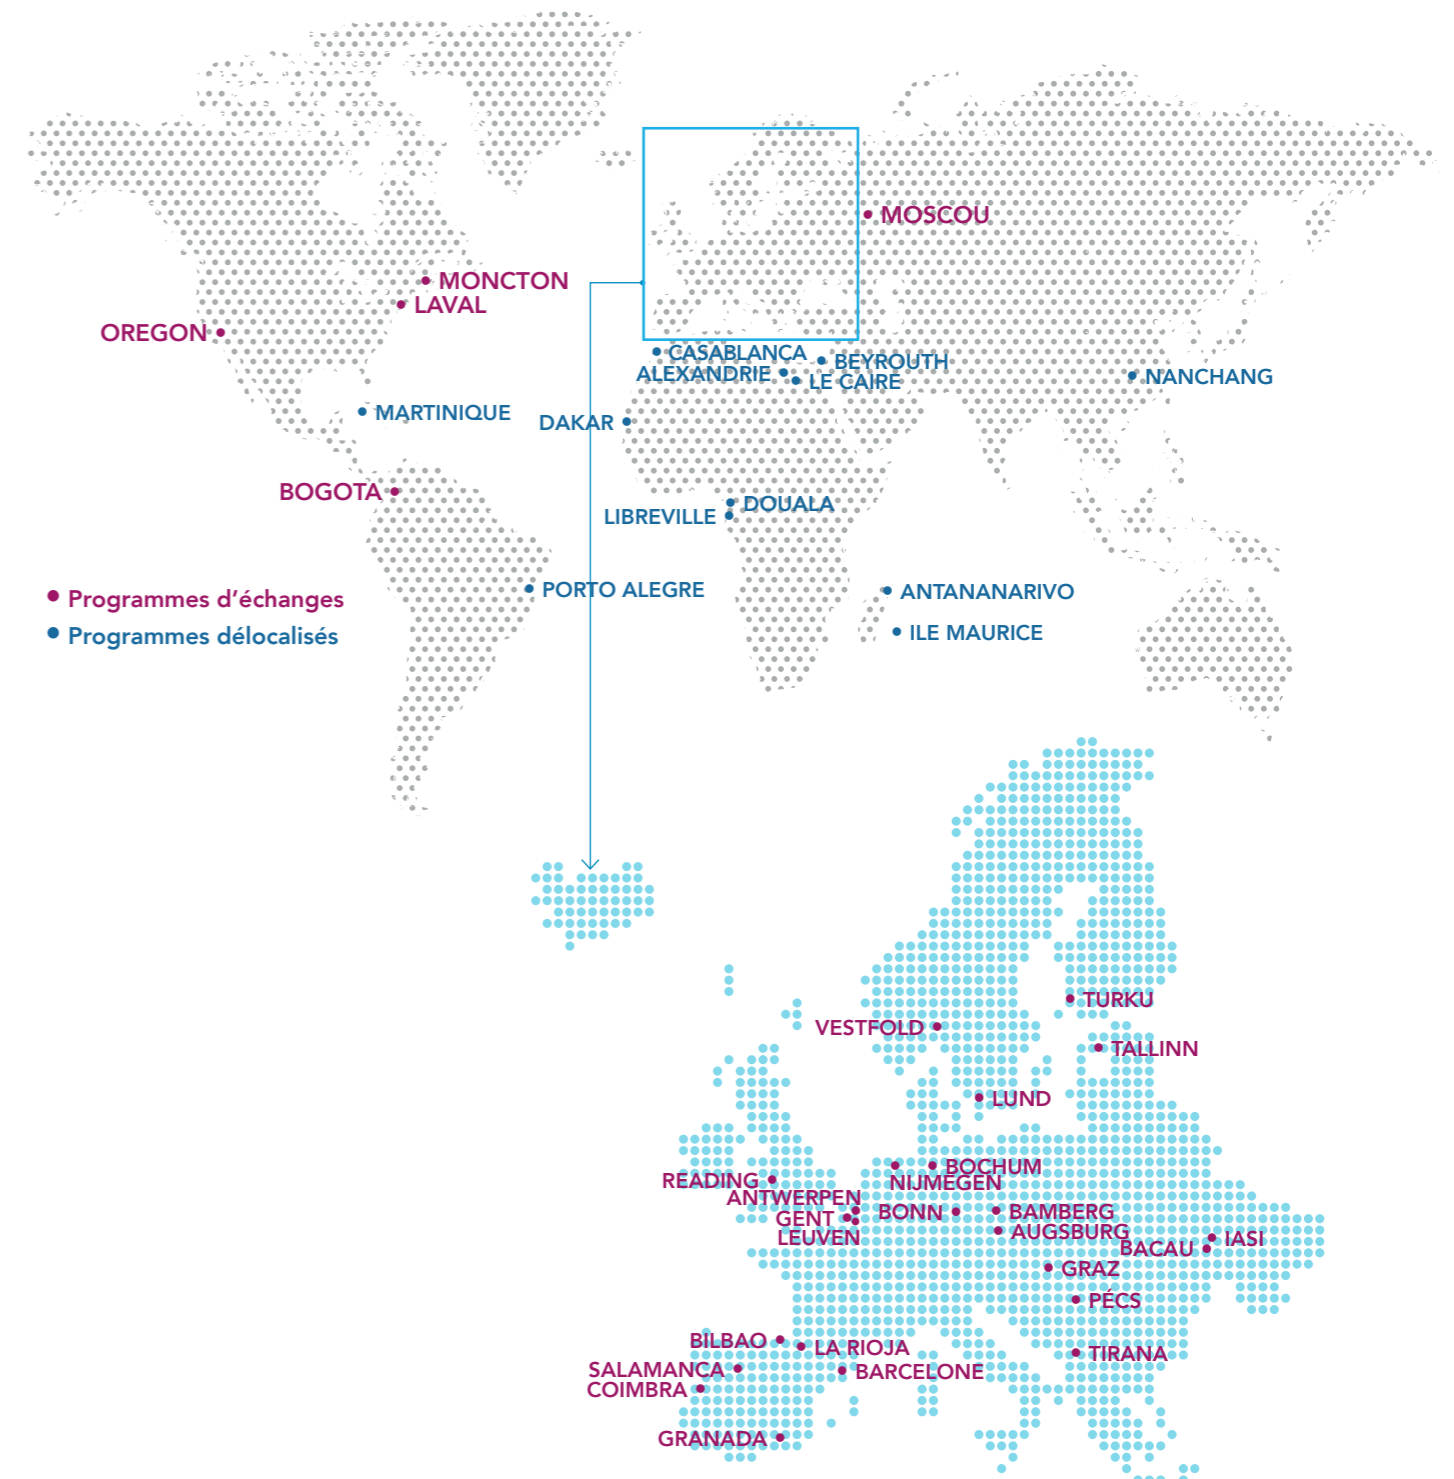 MOSCOU
MONCTON
LAVAL
OREGON
CASABLANCA
BEYROUTH
ALEXANDRIE
LE CAIRE
NANCHANG
MARTINIQUE
DAKAR
BOGOTA
DOUALA
LIBREVILLE
PORTO ALEGRE
ANTANANARIVO
Programmes d'échanges
ILE MAURICE
Programmes délocalisés
TURKU
VESTFOLD
TALLINN
LUND
BOCHUM
READING
NIJMEGEN
ANTWERPEN
BONN
BAMBERG
GENT
AUGSBURG
LEUVEN
IASI
BACAU
GRAZ
PÉCS
BILBAO
LA RIOJA
TIRANA
SALAMANCA
BARCELONE
COIMBRA
GRANADA